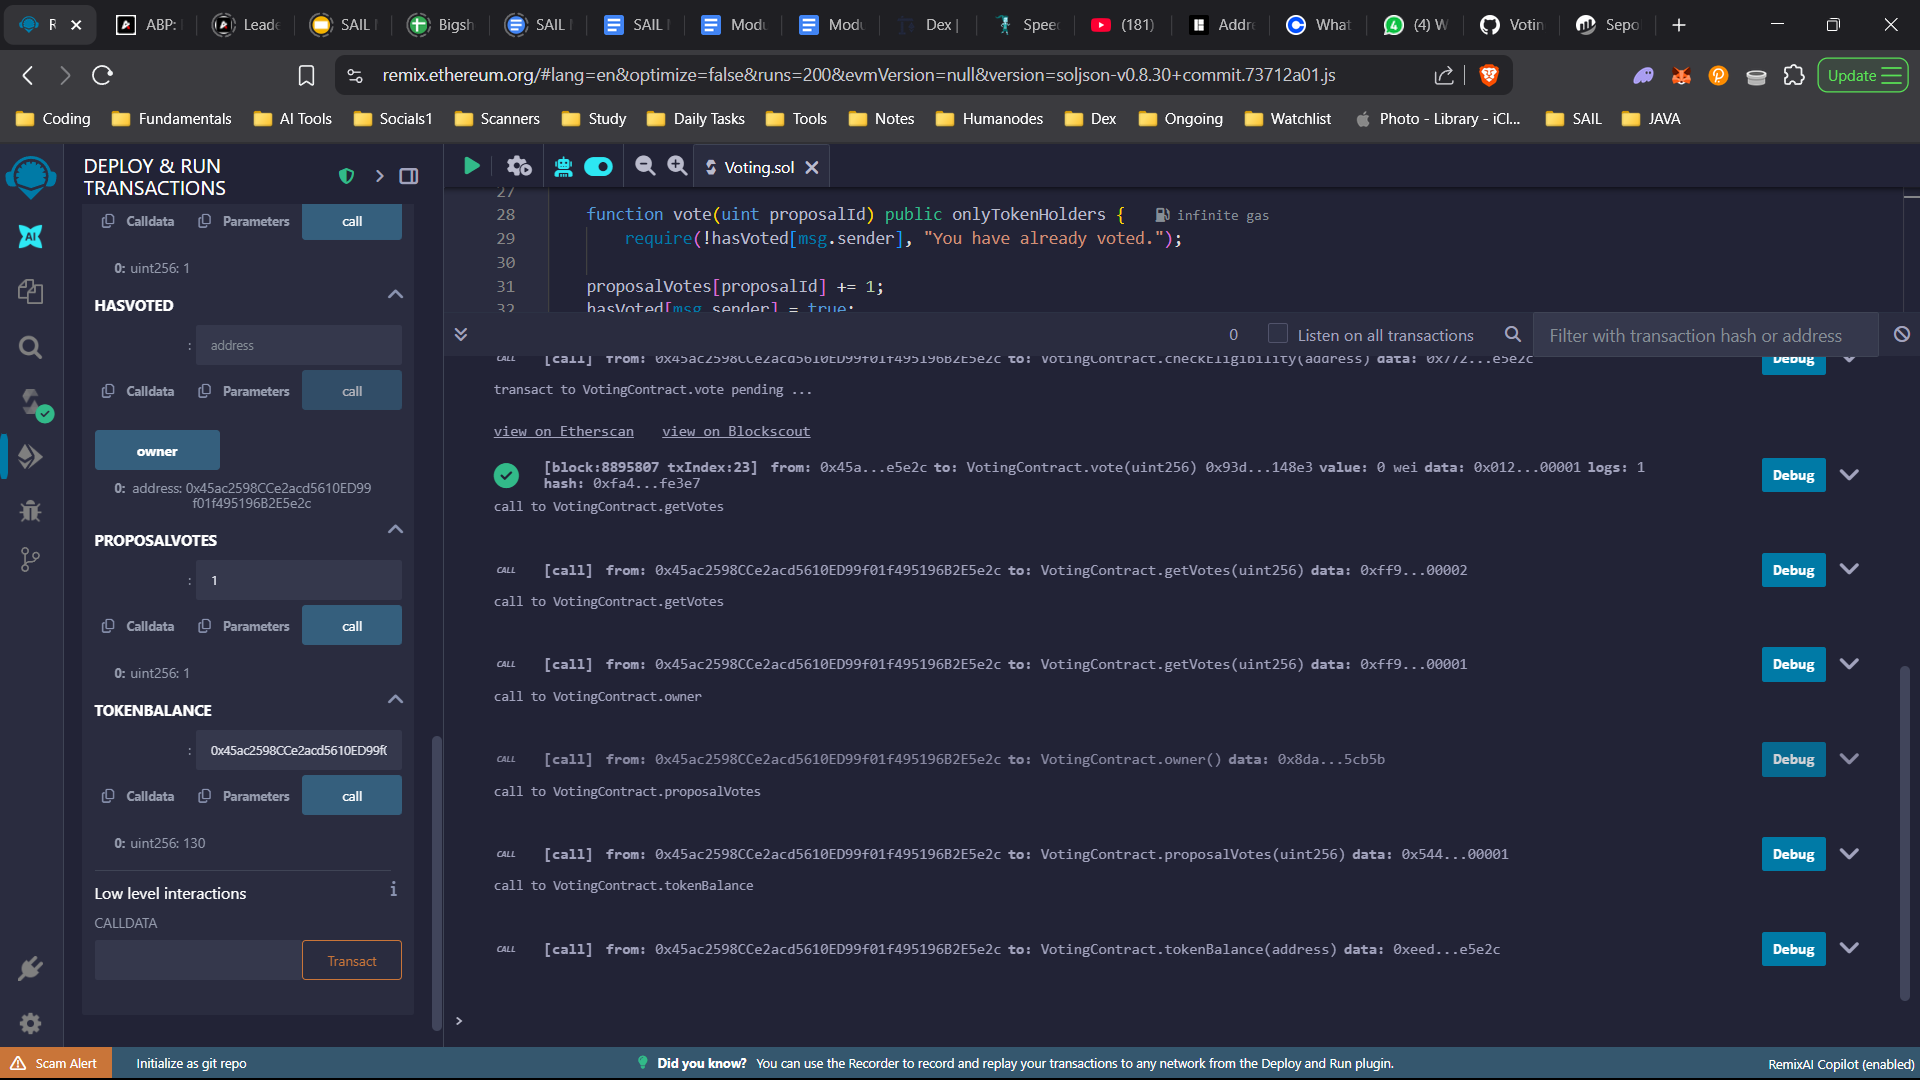 R
ABP:
Leade
SAIL
Bigsh
SAIL
SAIL
Modu
Modu
Dex |
Speec
(181)
Addre
What
(4) W
Votin
Sepo
remix.ethereum.org/#lang=en&optimize=false&runs=200&evmVersion=null&version=soljson-v0.8.30+commit.73712a01.js
Update
Coding
Fundamentals
AI Tools
Socials1
Scanners
Study
Daily Tasks
Tools
Notes
Humanodes
Dex
Ongoing
Watchlist
Photo - Library - iCl...
SAIL
JAVA
DEPLOY & RUN
TRANSACTIONS
Calldata Parameters call
0: uint256: 1
HASVOTED
: address
Calldata Parameters call
owner
0: address: 0x45ac2598CCe2acd5610ED99
f01f495196B2E5e2c
PROPOSALVOTES
: 1
Calldata Parameters call
0: uint256: 1
TOKENBALANCE
: 0x45ac2598CCe2acd5610ED99f(
Calldata Parameters call
0: uint256: 130
Low level interactions i
CALLDATA
Transact
AI
Voting.sol
27
28 function vote(uint proposalId) public onlyTokenHolders { infinite gas
29 require(!hasVoted[msg.sender], "You have already voted.");
30
31 proposalVotes[proposalId] += 1;
32 hasVoted[msg.sender] = true;
0 Listen on all transactions Filter with transaction hash or address
CALL [call] from: 0x45ac2598CCe2acd5610ED99f01f495196B2E5e2c to: VotingContract.checkEligibility(address) data: 0x772...e5e2c Debug
transact to VotingContract.vote pending ...
view on Etherscan view on Blockscout
[block:8895807 txIndex:23] from: 0x45a...e5e2c to: VotingContract.vote(uint256) 0x93d...148e3 value: 0 wei data: 0x012...00001 logs: 1
hash: 0xfa4...fe3e7
Debug
call to VotingContract.getVotes
CALL [call] from: 0x45ac2598CCe2acd5610ED99f01f495196B2E5e2c to: VotingContract.getVotes(uint256) data: 0xff9...00002 Debug
call to VotingContract.getVotes
CALL [call] from: 0x45ac2598CCe2acd5610ED99f01f495196B2E5e2c to: VotingContract.getVotes(uint256) data: 0xff9...00001 Debug
call to VotingContract.owner
CALL [call] from: 0x45ac2598CCe2acd5610ED99f01f495196B2E5e2c to: VotingContract.owner() data: 0x8da...5cb5b Debug
call to VotingContract.proposalVotes
CALL [call] from: 0x45ac2598CCe2acd5610ED99f01f495196B2E5e2c to: VotingContract.proposalVotes(uint256) data: 0x544...00001 Debug
call to VotingContract.tokenBalance
CALL [call] from: 0x45ac2598CCe2acd5610ED99f01f495196B2E5e2c to: VotingContract.tokenBalance(address) data: 0xeed...e5e2c Debug
>
Scam Alert
Initialize as git repo
Did you know? You can use the Recorder to record and replay your transactions to any network from the Deploy and Run plugin.
RemixAI Copilot (enabled)